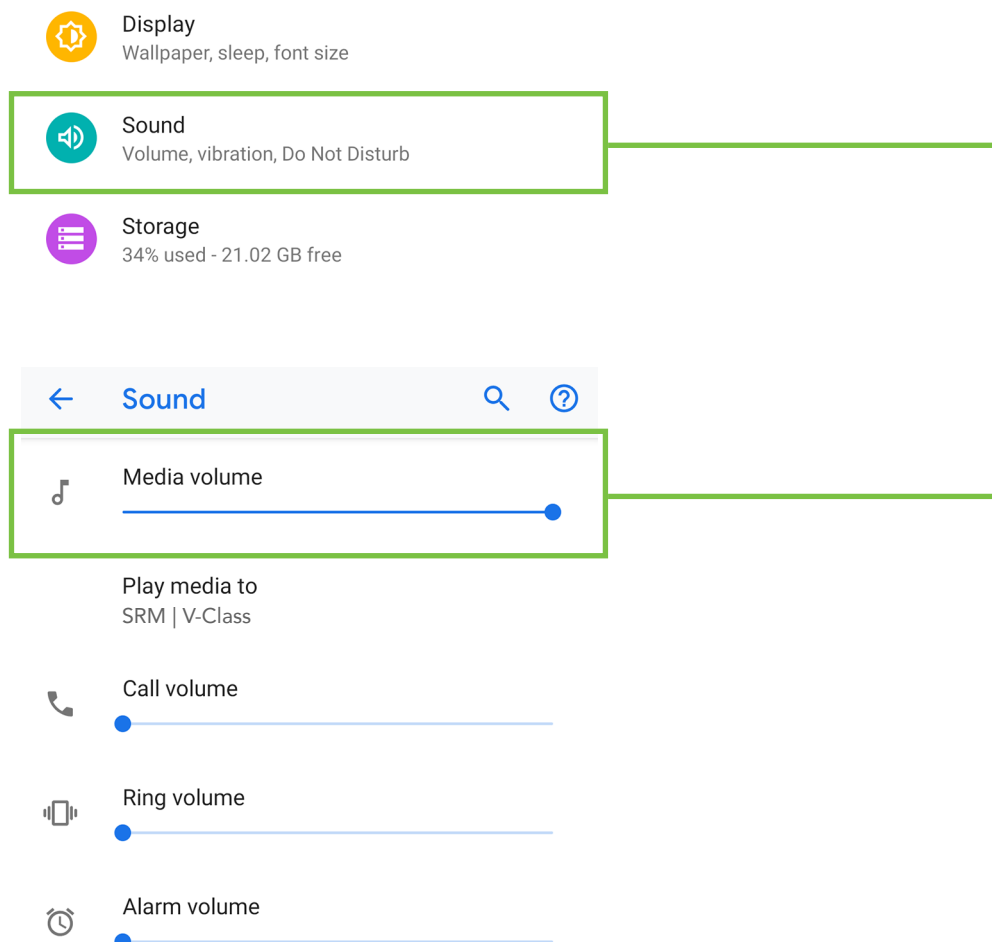 Display
Wallpaper, sleep, font size
Sound
Volume, vibration, Do Not Disturb
Storage
34% used - 21.02 GB free
Sound
Media volume
Play media to
SRM | V-Class
Call volume
Ring volume
Alarm volume